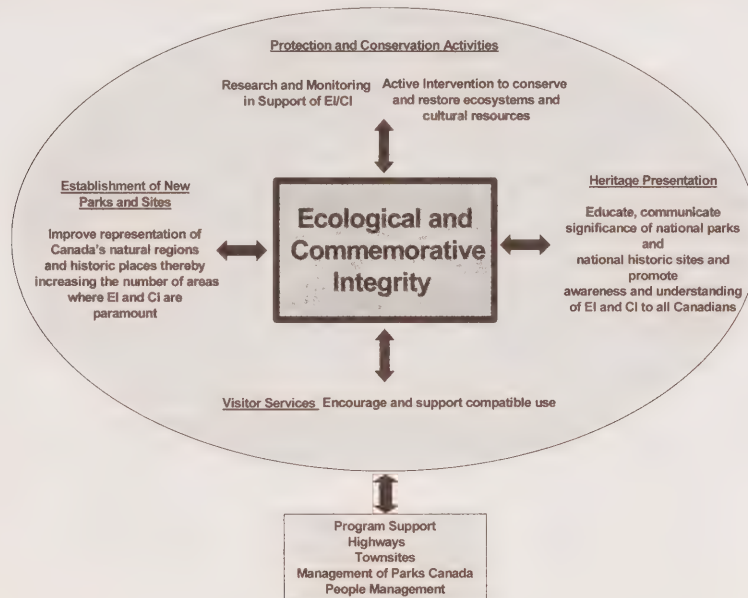 Protection and Conservation Activities
Research and Monitoring
in Support of EI/CI
Active Intervention to conserve
and restore ecosystems and
cultural resources
Establishment of New
Parks and Sites
Improve representation of
Canada's natural regions
and historic places thereby
increasing the number of areas
where EI and CI are
paramount
Ecological and
Commemorative
Integrity
Heritage Presentation
Educate, communicate
significance of national parks
and
national historic sites and
promote
awareness and understanding
of EI and CI to all Canadians
Visitor Services Encourage and support compatible use
Program Support
Highways
Townsites
Management of Parks Canada
People Management